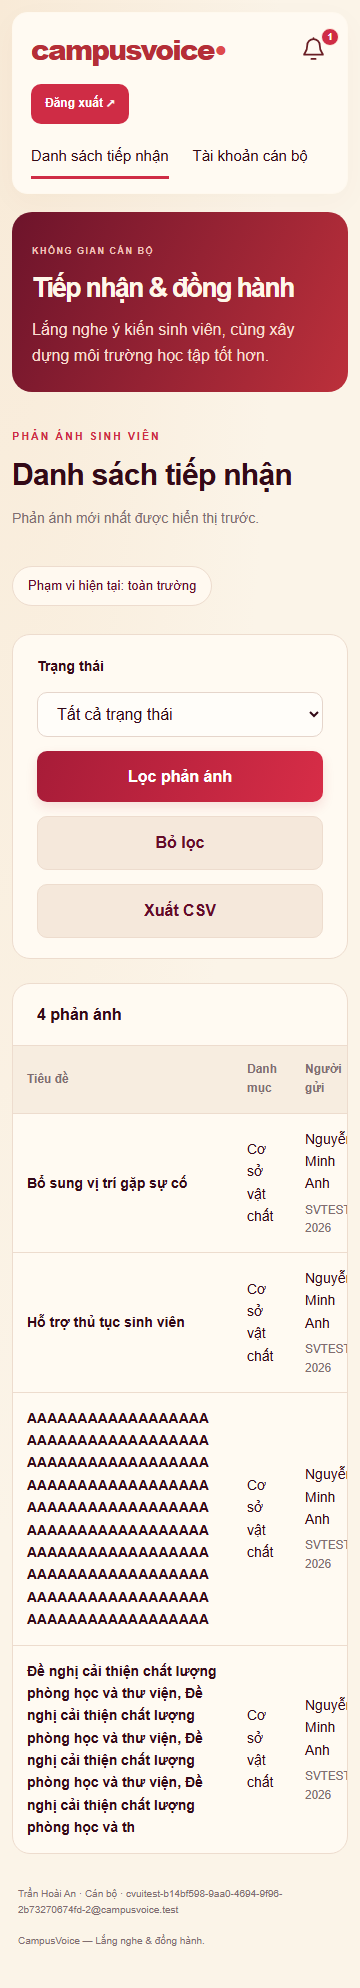 campusvoice
1
Đăng xuất ↗
Danh sách tiếp nhận Tài khoản cán bộ
KHÔNG GIAN CÁN BỘ
Tiếp nhận & đồng hành
Lắng nghe ý kiến sinh viên, cùng xây
dựng môi trường học tập tốt hơn.
PHẢN ÁNH SINH VIÊN
Danh sách tiếp nhận
Phản ánh mới nhất được hiển thị trước.
Phạm vi hiện tại: toàn trường
Trạng thái
Tất cả trạng thái
Lọc phản ánh
Bỏ lọc
Xuất CSV
4 phản ánh
Tiêu đề
Danh
mục
Người
gửi
Bổ sung vị trí gặp sự cố
Cơ
sở
vật
chất
Nguyễn
Minh
Anh
SVTEST
2026
Hỗ trợ thủ tục sinh viên
Cơ
sở
vật
chất
Nguyễn
Minh
Anh
SVTEST
2026
AAAAAAAAAAAAAAAAAA
AAAAAAAAAAAAAAAAAA
AAAAAAAAAAAAAAAAAA
AAAAAAAAAAAAAAAAAA
AAAAAAAAAAAAAAAAAA
AAAAAAAAAAAAAAAAAA
AAAAAAAAAAAAAAAAAA
AAAAAAAAAAAAAAAAAA
AAAAAAAAAAAAAAAAAA
AAAAAAAAAAAAAAAAAA
Cơ
sở
vật
chất
Nguyễn
Minh
Anh
SVTEST
2026
Đề nghị cải thiện chất lượng
phòng học và thư viện, Đề
nghị cải thiện chất lượng
phòng học và thư viện, Đề
nghị cải thiện chất lượng
phòng học và thư viện, Đề
nghị cải thiện chất lượng
phòng học và th
Cơ
sở
vật
chất
Nguyễn
Minh
Anh
SVTEST
2026
Trần Hoài An · Cán bộ · cvuitest-b14bf598-9aa0-4694-9f96-
2b73270674fd-2@campusvoice.test
CampusVoice — Lắng nghe & đồng hành.